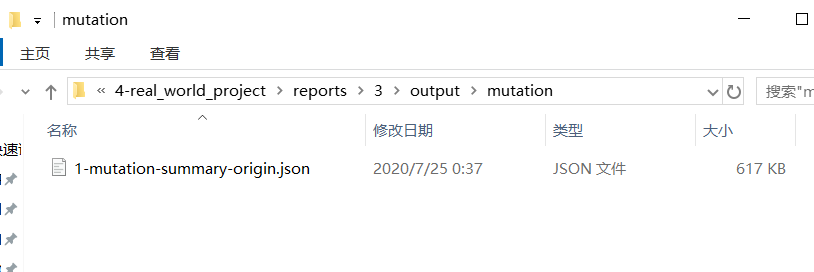 mutation
主页 共享 查看
« 4-real_world_project › reports › 3 › output › mutation 搜索"m
名称 修改日期 类型 大小
1-mutation-summary-origin.json 2020/7/25 0:37 JSON 文件 617 KB